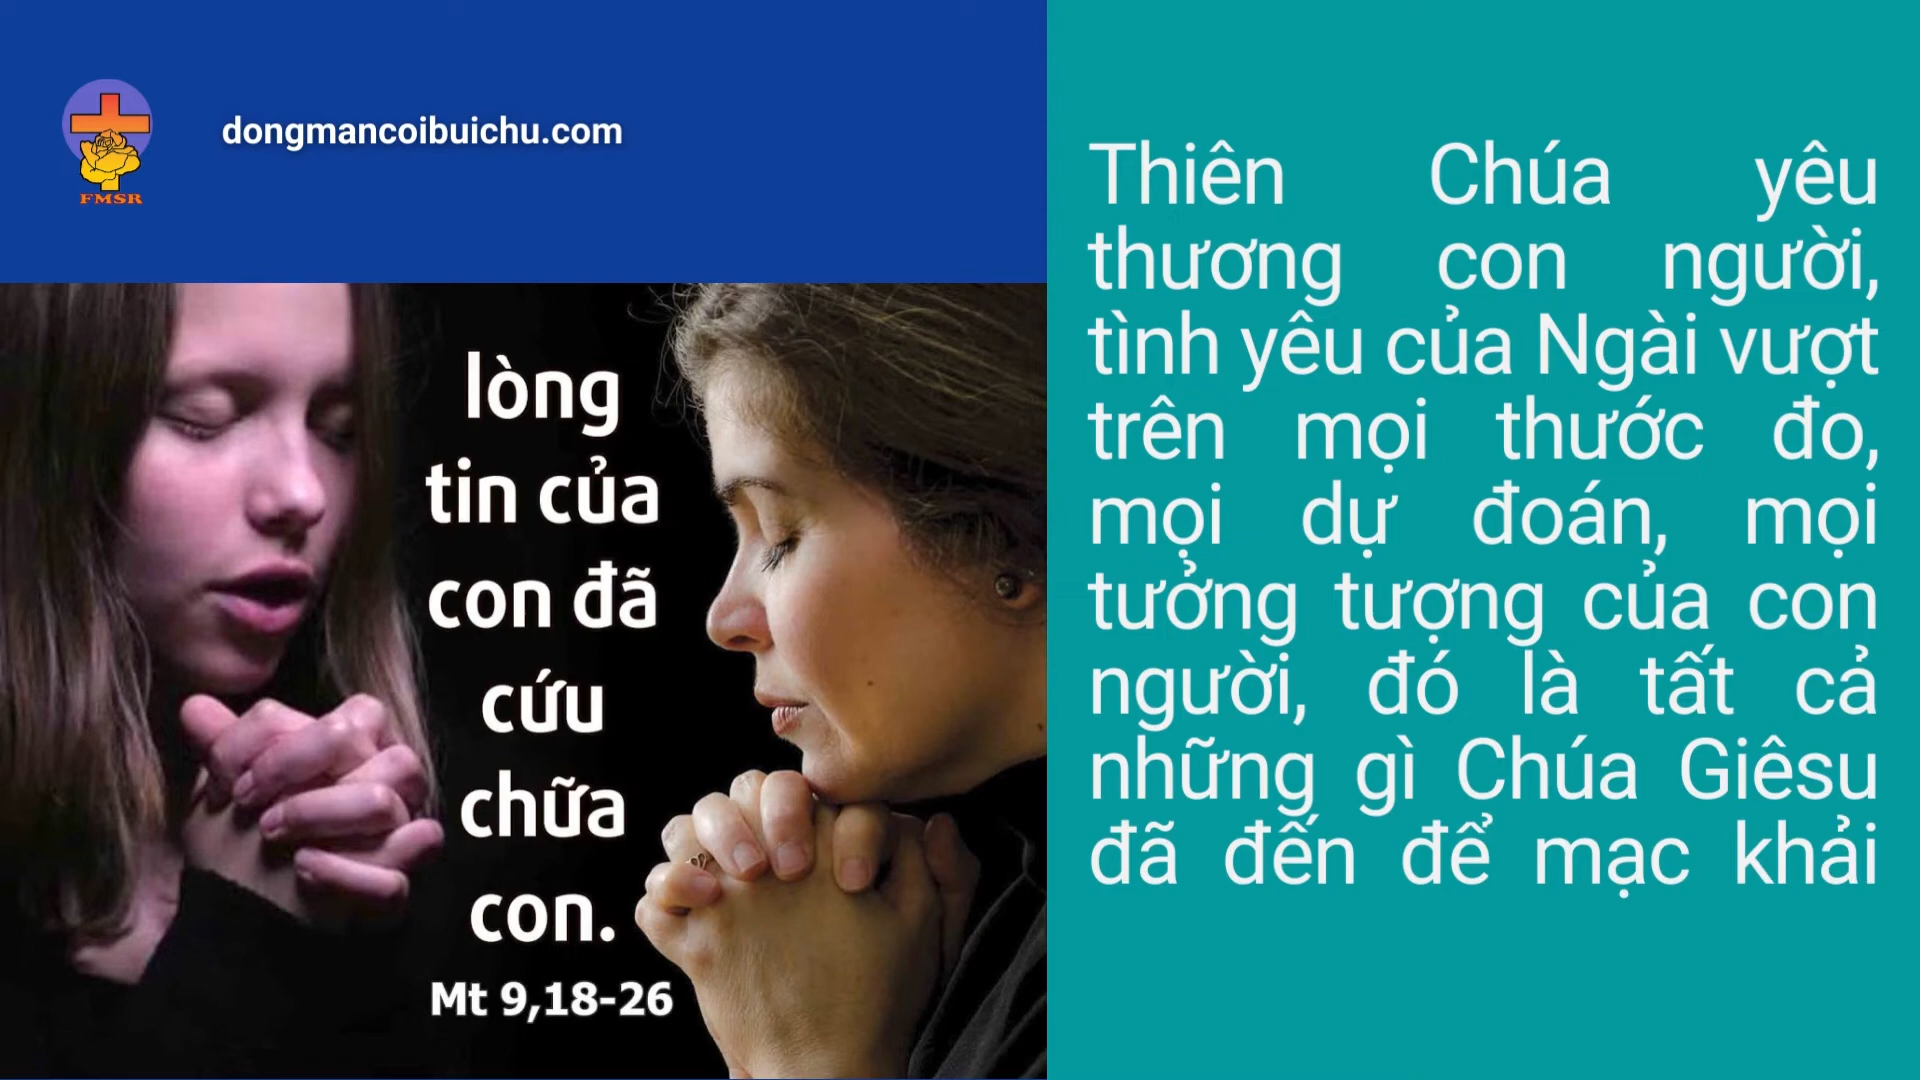 FMSR
dongmancoibuichu.com
lòng
tin của
con đã
cứu
chữa
con.
Mt 9,18-26
Thiên Chúa yêu
thương con người,
tình yêu của Ngài vượt
trên mọi thước đo,
mọi dự đoán, mọi
tưởng tượng của con
người, đó là tất cả
những gì Chúa Giêsu
đã đến để mạc khải